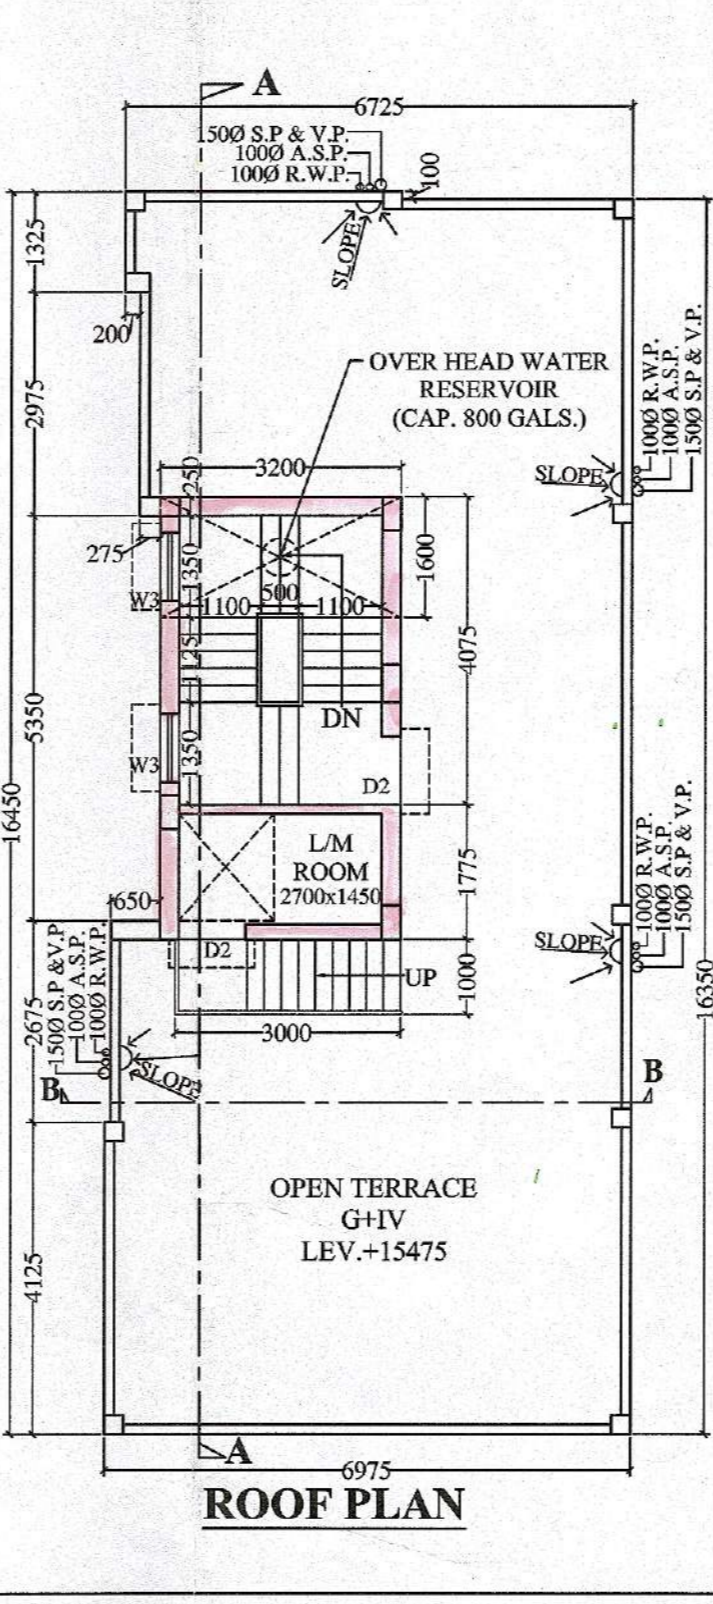 A
6725
150Ø S.P & V.P.
100Ø A.S.P.
100Ø R.W.P.
100
1325
SLOPE
200
OVER HEAD WATER
RESERVOIR
(CAP. 800 GALS.)
2975
100Ø R.W.P.
100Ø A.S.P.
150Ø S.P & V.P.
3200
250
SLOPE
275
1350
500
1600
W3
1100
1100
1125
4075
5350
DN
W3
1350
D2
16450
L/M
ROOM
2700x1450
1775
100Ø R.W.P.
100Ø A.S.P.
150Ø S.P & V.P.
650
150Ø S.P & V.P
100Ø A.S.P.
100Ø R.W.P.
D2
SLOPE
UP
1000
16350
2675
3000
SLOPE
B
B
OPEN TERRACE
G+IV
LEV.+15475
4125
A
6975
ROOF PLAN